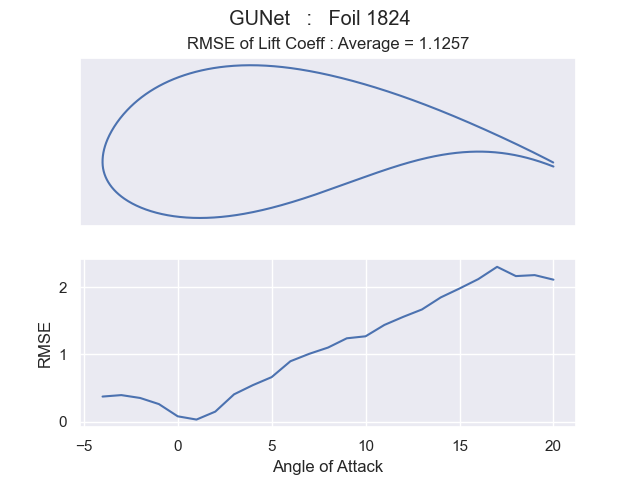 GUNet : Foil 1824
RMSE of Lift Coeff : Average = 1.1257
2
1
0
RMSE
−5 0 5 10 15 20
Angle of Attack